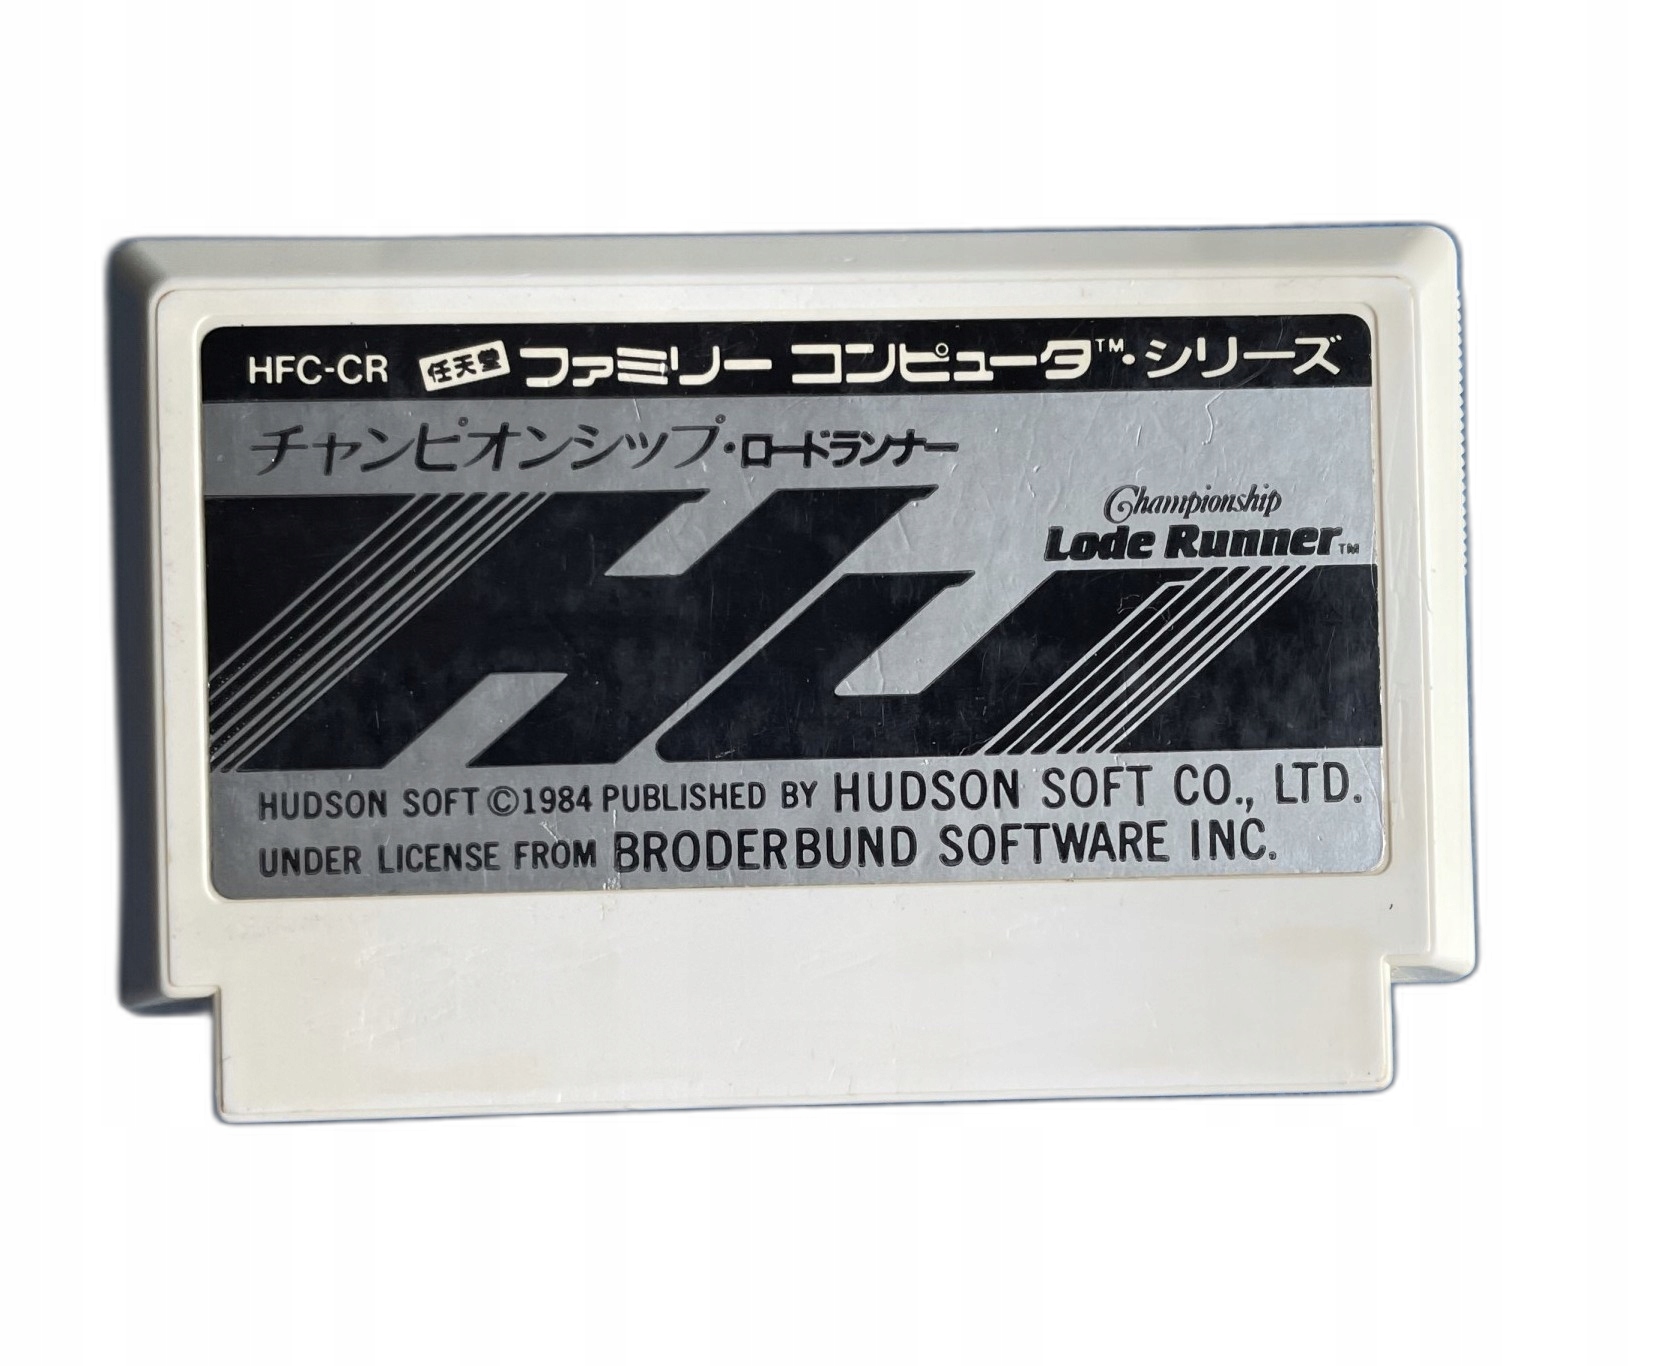 HFC-CR 任天堂 ファミリー コンピュータ™・シリーズ
チャンピオンシップ・ロードランナー
Championship
Lode Runner™
HUDSON SOFT ©1984 PUBLISHED BY HUDSON SOFT CO., LTD.
UNDER LICENSE FROM BRODERBUND SOFTWARE INC.